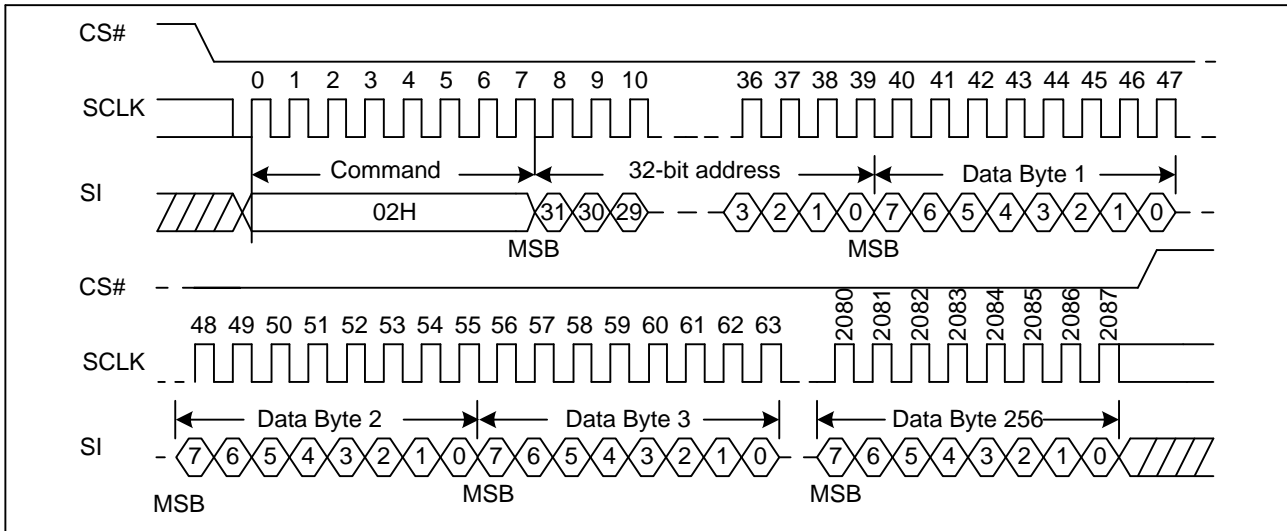 CS#
0 1 2 3 4 5 6 7 8 9 10 36 37 38 39 40 41 42 43 44 45 46 47
SCLK
Command 32-bit address Data Byte 1
SI 02H 31 30 29 3 2 1 0 7 6 5 4 3 2 1 0
MSB MSB
CS#
48 49 50 51 52 53 54 55 56 57 58 59 60 61 62 63 2080 2081 2082 2083 2084 2085 2086 2087
SCLK
Data Byte 2 Data Byte 3 Data Byte 256
SI 7 6 5 4 3 2 1 0 7 6 5 4 3 2 1 0 7 6 5 4 3 2 1 0
MSB MSB MSB